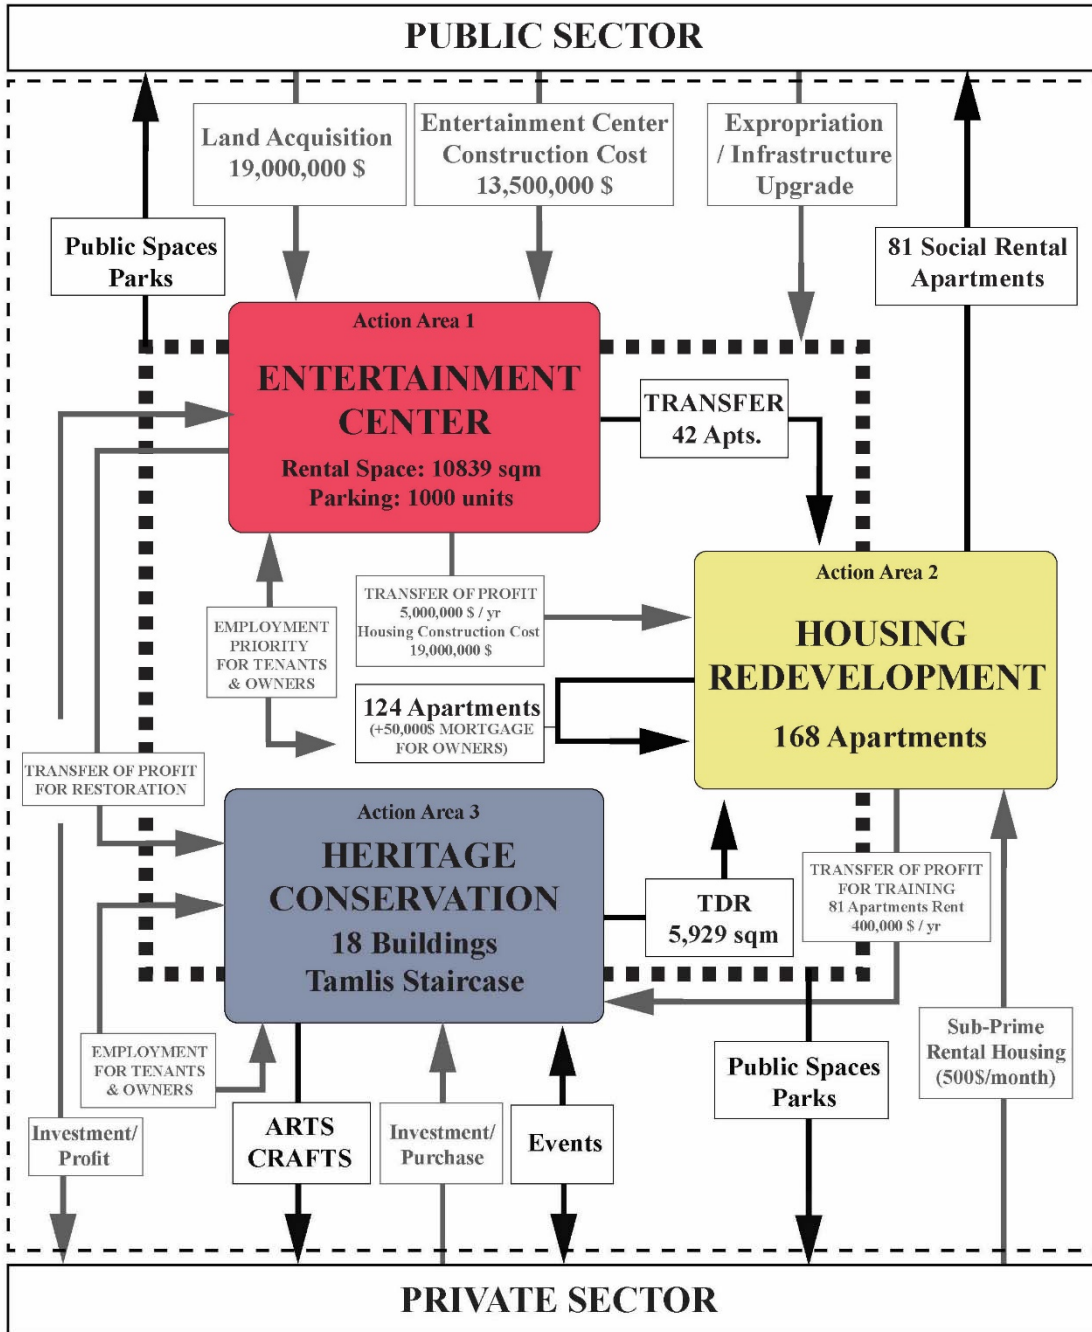 PUBLIC SECTOR
Land Acquisition
19,000,000 $
Entertainment Center
Construction Cost
13,500,000 $
Expropriation
/ Infrastructure
Upgrade
Public Spaces
Parks
81 Social Rental
Apartments
Action Area 1
ENTERTAINMENT
CENTER
Rental Space: 10839 sqm
Parking: 1000 units
TRANSFER
42 Apts.
Action Area 2
HOUSING
REDEVELOPMENT
168 Apartments
TRANSFER OF PROFIT
5,000,000 $ / yr
Housing Construction Cost
19,000,000 $
EMPLOYMENT
PRIORITY
FOR TENANTS
& OWNERS
124 Apartments
(+50,000$ MORTGAGE
FOR OWNERS)
TRANSFER OF PROFIT
FOR RESTORATION
Action Area 3
HERITAGE
CONSERVATION
18 Buildings
Tamlis Staircase
TDR
5,929 sqm
TRANSFER OF PROFIT
FOR TRAINING
81 Apartments Rent
400,000 $ / yr
EMPLOYMENT
FOR TENANTS
& OWNERS
Investment/
Profit
ARTS
CRAFTS
Investment/
Purchase
Events
Public Spaces
Parks
Sub-Prime
Rental Housing
(500$/month)
PRIVATE SECTOR